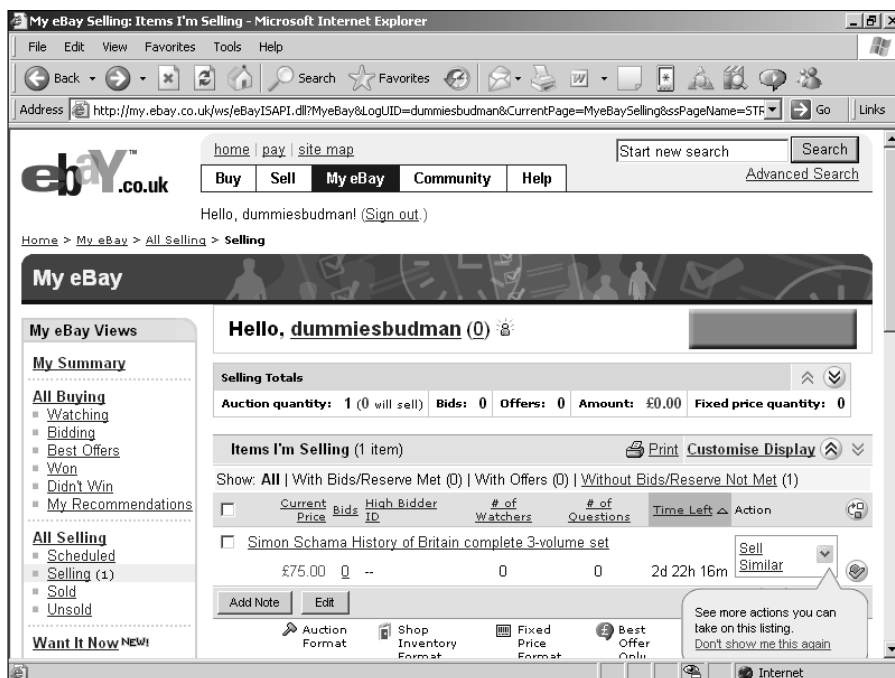 My eBay Selling: Items I'm Selling - Microsoft Internet Explorer
File Edit View Favorites Tools Help
Back Search Favorites
Address http://my.ebay.co.uk/ws/eBayISAPI.dll?MyeBay&LogUID=dummiesbudman&CurrentPage=MyeBaySelling&ssPageName=STR Go Links
ebaY™.co.uk
home | pay | site map
Start new search Search
Buy Sell My eBay Community Help
Advanced Search
Hello, dummiesbudman! (Sign out.)
Home > My eBay > All Selling > Selling
My eBay
My eBay Views
My Summary
All Buying
Watching
Bidding
Best Offers
Won
Didn't Win
My Recommendations
All Selling
Scheduled
Selling (1)
Sold
Unsold
Want It Now NEW!
Hello, dummiesbudman (0)
Selling Totals
Auction quantity: 1 (0 will sell) Bids: 0 Offers: 0 Amount: £0.00 Fixed price quantity: 0
Items I'm Selling (1 item) Print Customise Display
Show: All | With Bids/Reserve Met (0) | With Offers (0) | Without Bids/Reserve Not Met (1)
Current Price Bids High Bidder ID # of Watchers # of Questions Time Left Action
Simon Schama History of Britain complete 3-volume set
£75.00 0 -- 0 0 2d 22h 16m Sell Similar
Add Note Edit
See more actions you can
take on this listing.
Don't show me this again
Auction Format Shop Inventory Format Fixed Price Format Best Offer Only
Internet